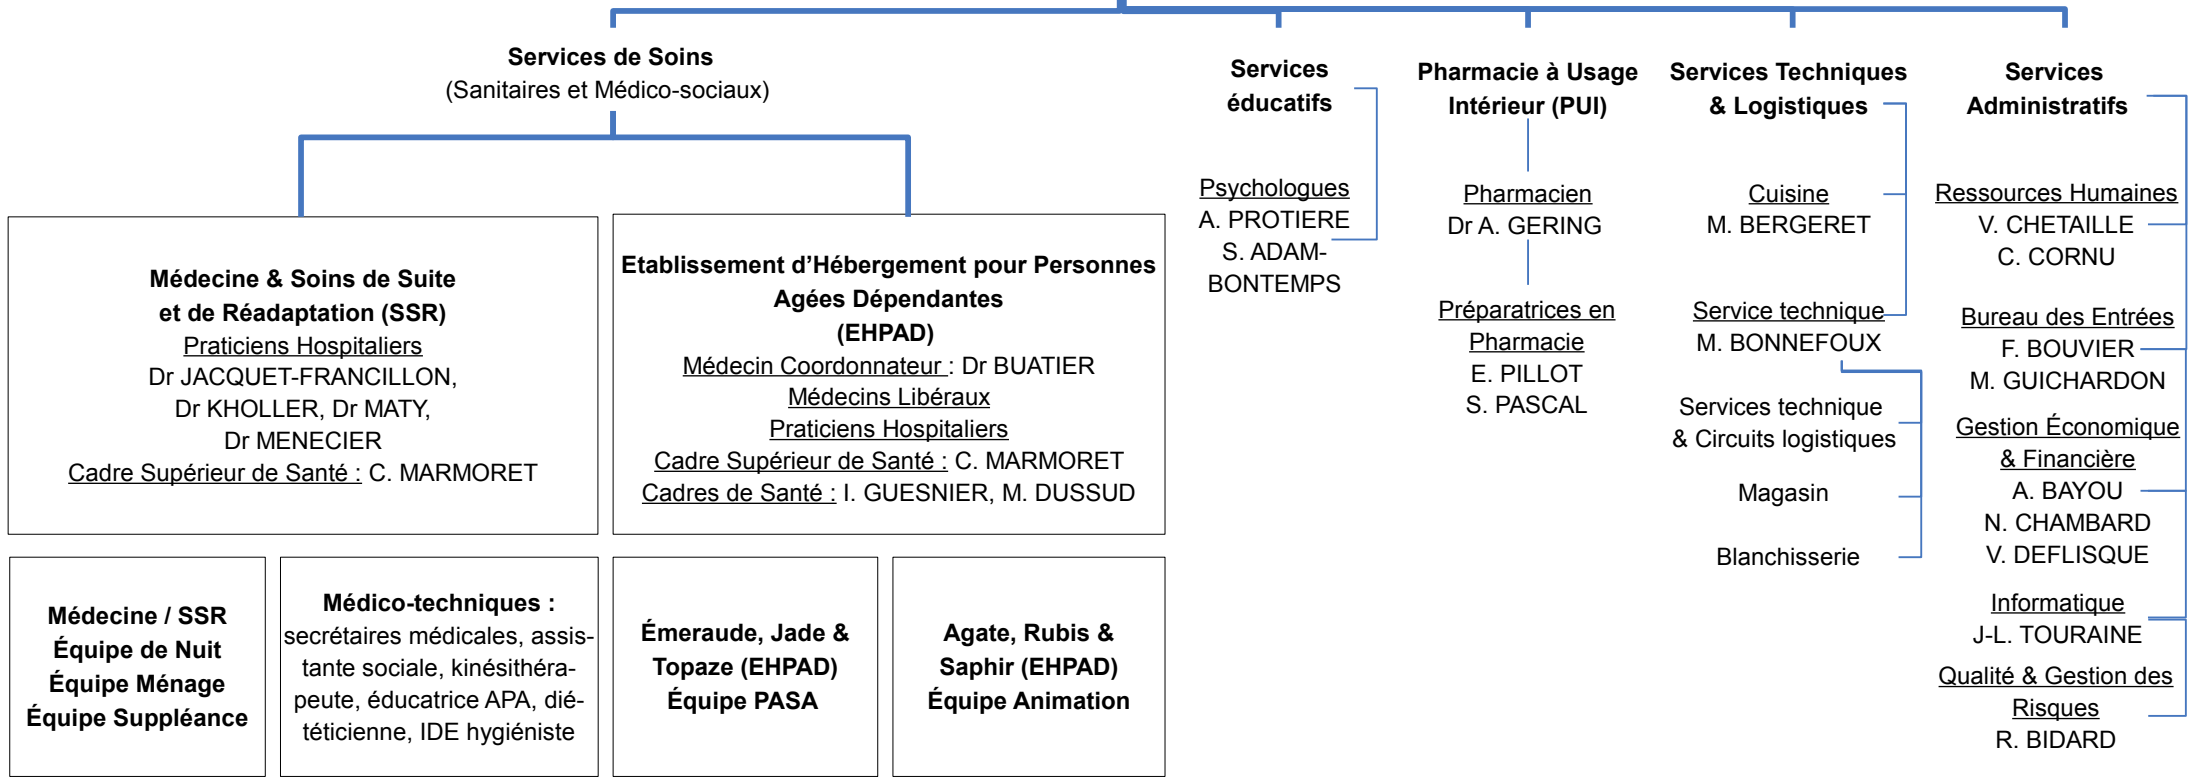 Services de Soins
(Sanitaires et Médico-sociaux)
Médecine & Soins de Suite
et de Réadaptation (SSR)
Praticiens Hospitaliers
Dr JACQUET-FRANCILLON,
Dr KHOLLER, Dr MATY,
Dr MENECIER
Cadre Supérieur de Santé : C. MARMORET
Etablissement d’Hébergement pour Personnes
Agées Dépendantes
(EHPAD)
Médecin Coordonnateur : Dr BUATIER
Médecins Libéraux
Praticiens Hospitaliers
Cadre Supérieur de Santé : C. MARMORET
Cadres de Santé : I. GUESNIER, M. DUSSUD
Médecine / SSR
Équipe de Nuit
Équipe Ménage
Équipe Suppléance
Médico-techniques :
secrétaires médicales, assis-
tante sociale, kinésithéra-
peute, éducatrice APA, dié-
téticienne, IDE hygiéniste
Émeraude, Jade &
Topaze (EHPAD)
Équipe PASA
Agate, Rubis &
Saphir (EHPAD)
Équipe Animation
Services
éducatifs
Psychologues
A. PROTIERE
S. ADAM-
BONTEMPS
Pharmacie à Usage
Intérieur (PUI)
Pharmacien
Dr A. GERING
Préparatrices en
Pharmacie
E. PILLOT
S. PASCAL
Services Techniques
& Logistiques
Cuisine
M. BERGERET
Service technique
M. BONNEFOUX
Services technique
& Circuits logistiques
Magasin
Blanchisserie
Services
Administratifs
Ressources Humaines
V. CHETAILLE
C. CORNU
Bureau des Entrées
F. BOUVIER
M. GUICHARDON
Gestion Économique
& Financière
A. BAYOU
N. CHAMBARD
V. DEFLISQUE
Informatique
J-L. TOURAINE
Qualité & Gestion des
Risques
R. BIDARD